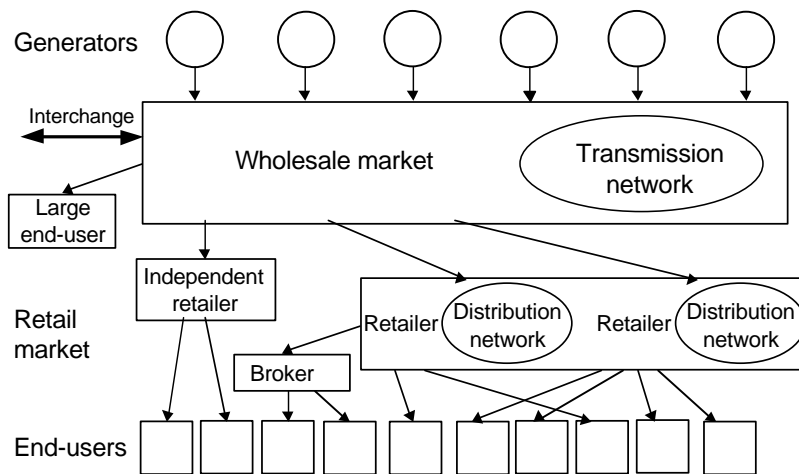 Generators
Interchange
Wholesale market
Transmission
network
Large
end-user
Independent
retailer
Retail
market
Retailer
Distribution
network
Retailer
Distribution
network
Broker
End-users